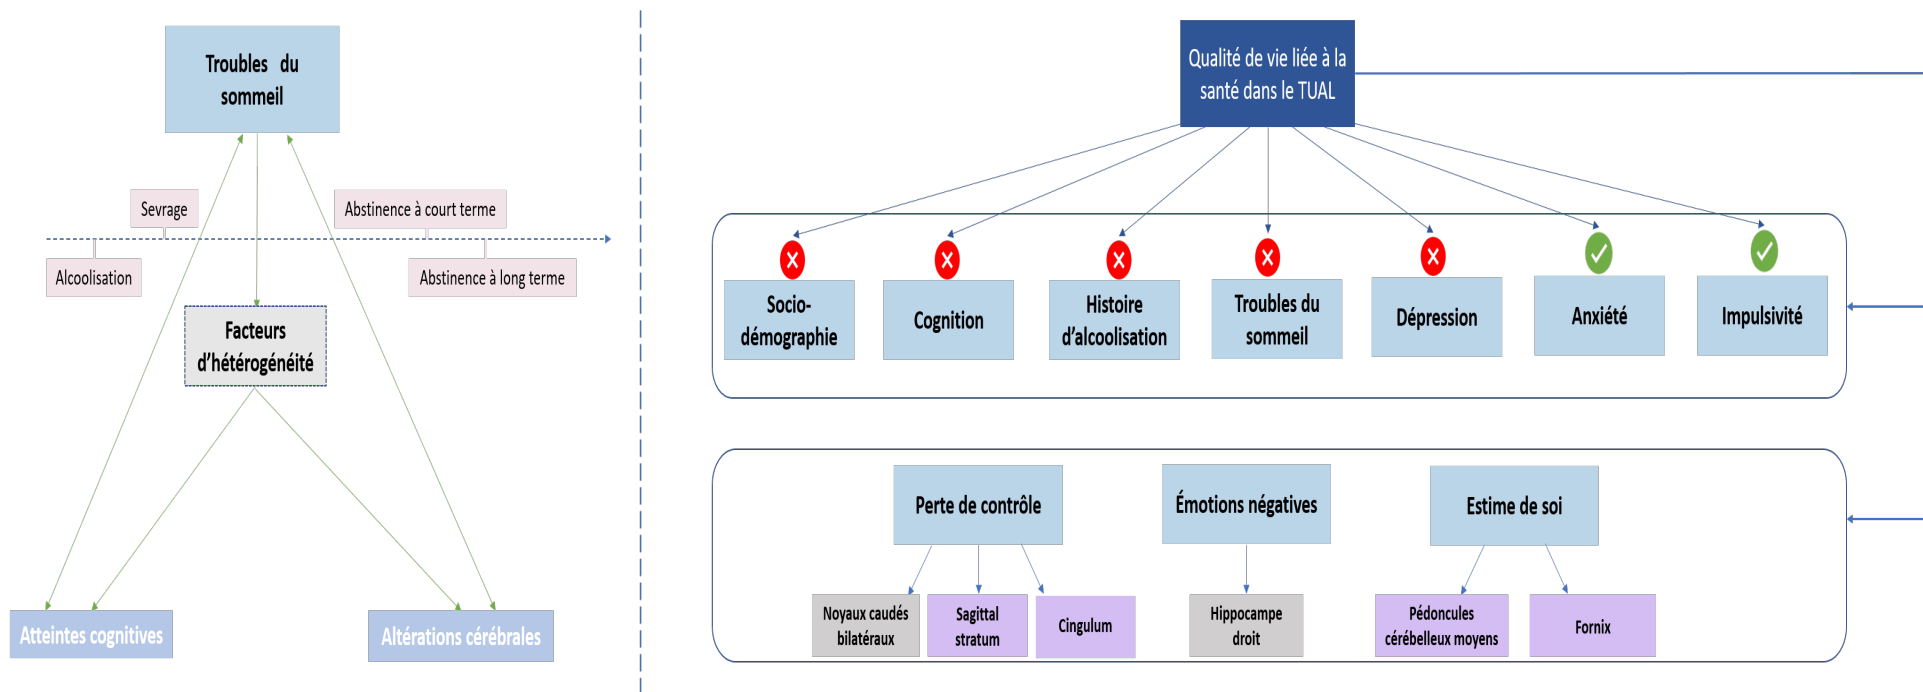 Troubles du
sommeil
Sevrage
Abstinence à court terme
Alcoolisation
Abstinence à long terme
Facteurs
d'hétérogénéité
Atteintes cognitives
Altérations cérébrales
Qualité de vie liée à la
santé dans le TUAL
Socio-
démographie
Cognition
Histoire
d'alcoolisation
Troubles du
sommeil
Dépression
Anxiété
Impulsivité
Perte de contrôle
Émotions négatives
Estime de soi
Noyaux caudés
bilatéraux
Sagittal
stratum
Cingulum
Hippocampe
droit
Pédoncules
cérébelleux moyens
Fornix